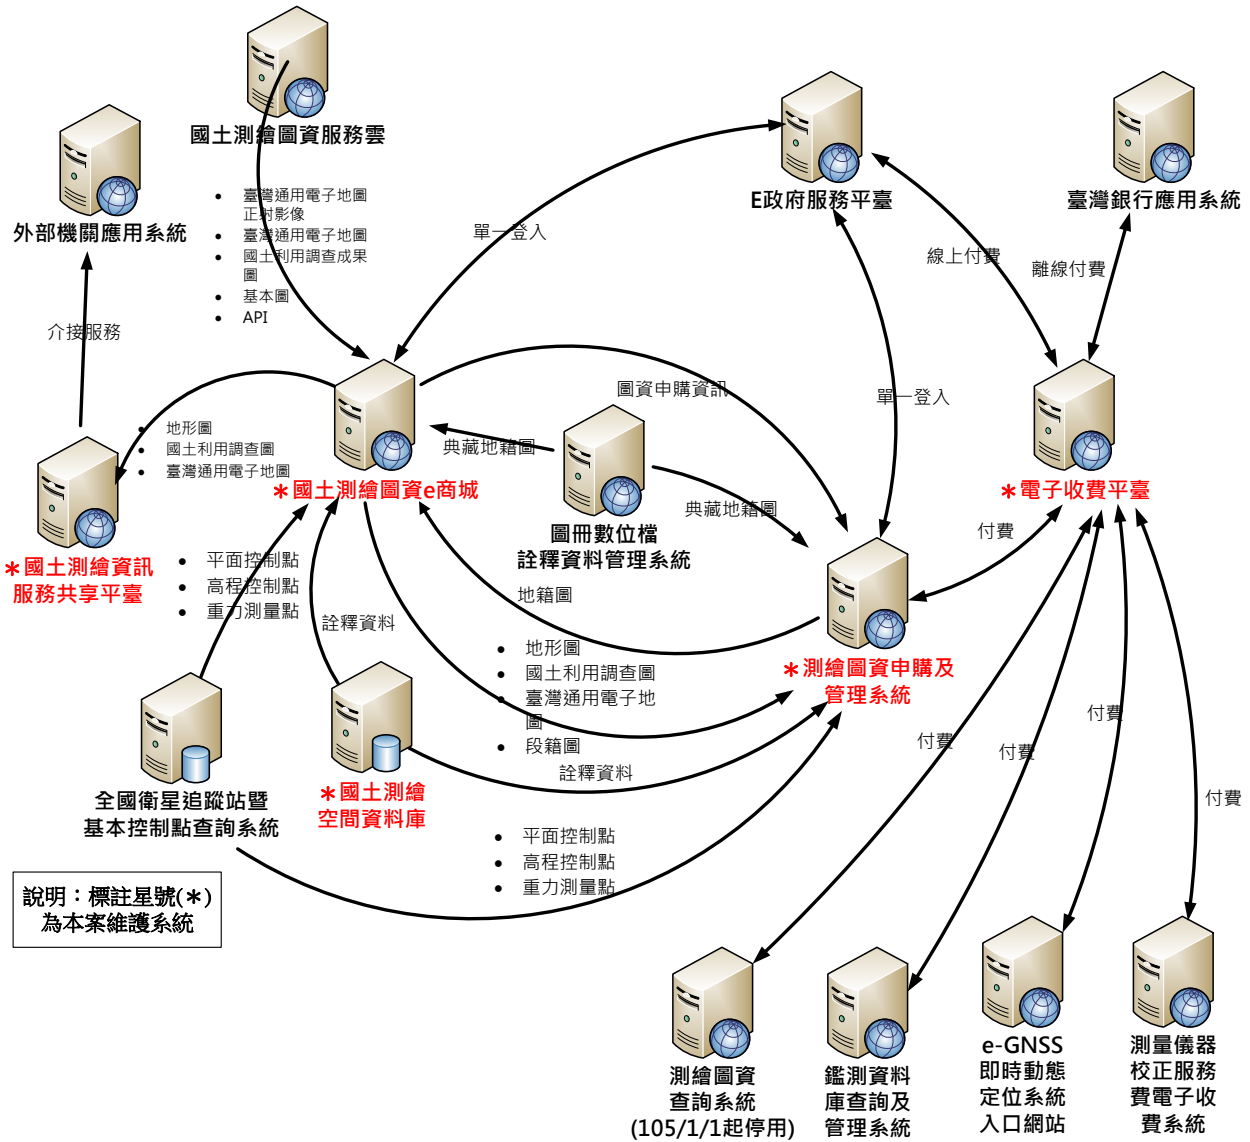 國土測繪圖資服務雲
外部機關應用系統
E政府服務平臺
臺灣銀行應用系統
• 臺灣通用電子地圖
正射影像
• 臺灣通用電子地圖
• 國土利用調查成果
圖
• 基本圖
• API
單一登入
線上付費
離線付費
介接服務
圖資申購資訊
單一登入
• 地形圖
• 國土利用調查圖
• 臺灣通用電子地圖
典藏地籍圖
典藏地籍圖
*國土測繪圖資e商城
*電子收費平臺
圖冊數位檔
詮釋資料管理系統
付費
*國土測繪資訊
服務共享平臺
• 平面控制點
• 高程控制點
• 重力測量點
詮釋資料
地籍圖
• 地形圖
• 國土利用調查圖
• 臺灣通用電子地
圖
• 段籍圖
*測繪圖資申購及
管理系統
詮釋資料
付費
付費
付費
付費
全國衛星追蹤站暨
基本控制點查詢系統
*國土測繪
空間資料庫
• 平面控制點
• 高程控制點
• 重力測量點
說明：標註星號(*)
為本案維護系統
測繪圖資
查詢系統
(105/1/1起停用)
鑑測資料
庫查詢及
管理系統
e-GNSS
即時動態
定位系統
入口網站
測量儀器
校正服務
費電子收
費系統